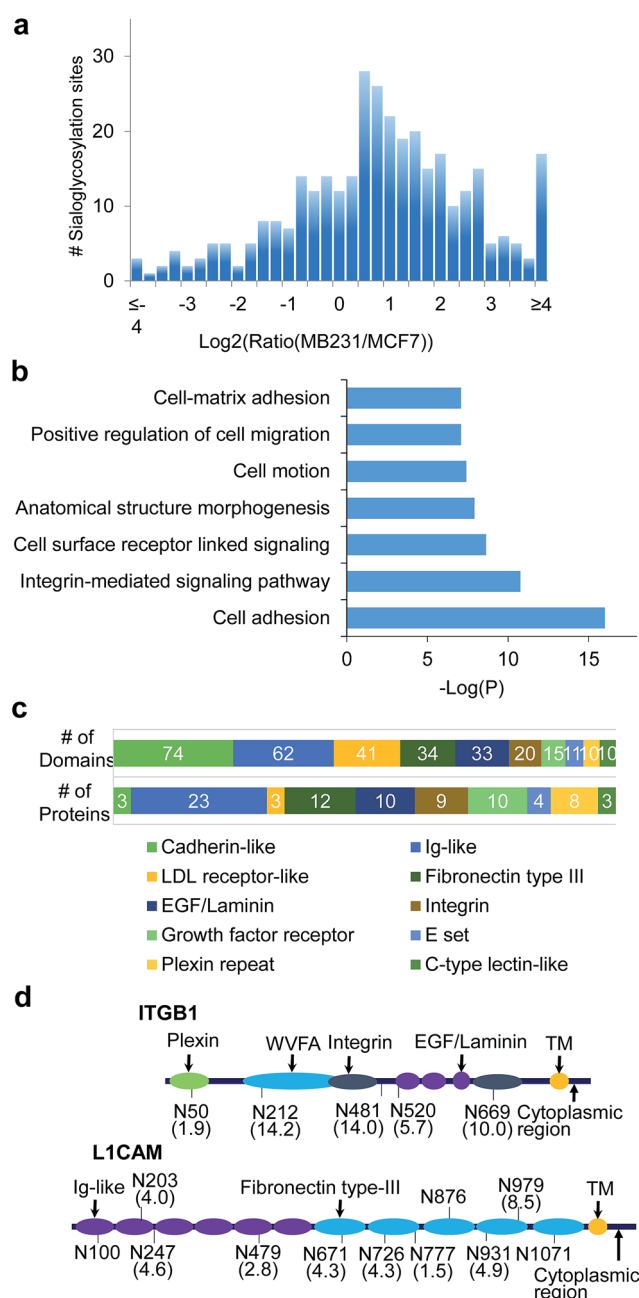 a
# Sialoglycosylation sites
30
20
10
0
≤-4
-3
-2
-1
0
1
2
3
≥4
Log2(Ratio(MB231/MCF7))
b
Cell-matrix adhesion
Positive regulation of cell migration
Cell motion
Anatomical structure morphogenesis
Cell surface receptor linked signaling
Integrin-mediated signaling pathway
Cell adhesion
0 5 10 15
-Log(P)
c
# of Domains
74 62 41 34 33 20 15 11 10 10
# of Proteins
3 23 3 12 10 9 10 4 8 3
Cadherin-like
Ig-like
LDL receptor-like
Fibronectin type III
EGF/Laminin
Integrin
Growth factor receptor
E set
Plexin repeat
C-type lectin-like
d
ITGB1
Plexin
WVFA
Integrin
EGF/Laminin
TM
N50 (1.9)
N212 (14.2)
N481 (14.0)
N520 (5.7)
N669 (10.0)
Cytoplasmic region
L1CAM
Ig-like
N203 (4.0)
Fibronectin type-III
N876
N979 (8.5)
TM
N100
N247 (4.6)
N479 (2.8)
N671 (4.3)
N726 (4.3)
N777 (1.5)
N931 (4.9)
N1071
Cytoplasmic region